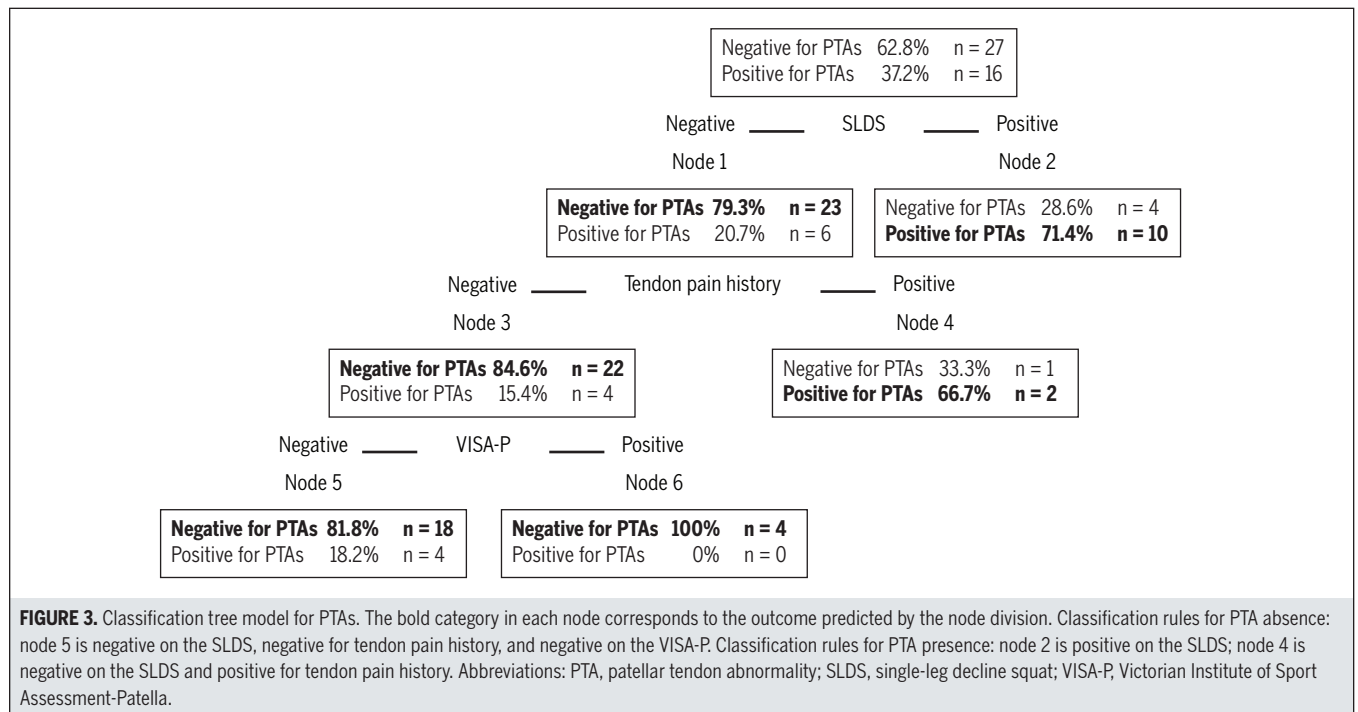 Negative for PTAs 62.8% n = 27
Positive for PTAs 37.2% n = 16
Negative SLDS Positive
Node 1 Node 2
Negative for PTAs 79.3% n = 23 Negative for PTAs 28.6% n = 4
Positive for PTAs 20.7% n = 6 Positive for PTAs 71.4% n = 10
Negative Tendon pain history Positive
Node 3 Node 4
Negative for PTAs 84.6% n = 22 Negative for PTAs 33.3% n = 1
Positive for PTAs 15.4% n = 4 Positive for PTAs 66.7% n = 2
Negative VISA-P Positive
Node 5 Node 6
Negative for PTAs 81.8% n = 18 Negative for PTAs 100% n = 4
Positive for PTAs 18.2% n = 4 Positive for PTAs 0% n = 0
FIGURE 3. Classification tree model for PTAs. The bold category in each node corresponds to the outcome predicted by the node division. Classification rules for PTA absence:
node 5 is negative on the SLDS, negative for tendon pain history, and negative on the VISA-P. Classification rules for PTA presence: node 2 is positive on the SLDS; node 4 is
negative on the SLDS and positive for tendon pain history. Abbreviations: PTA, patellar tendon abnormality; SLDS, single-leg decline squat; VISA-P, Victorian Institute of Sport
Assessment-Patella.